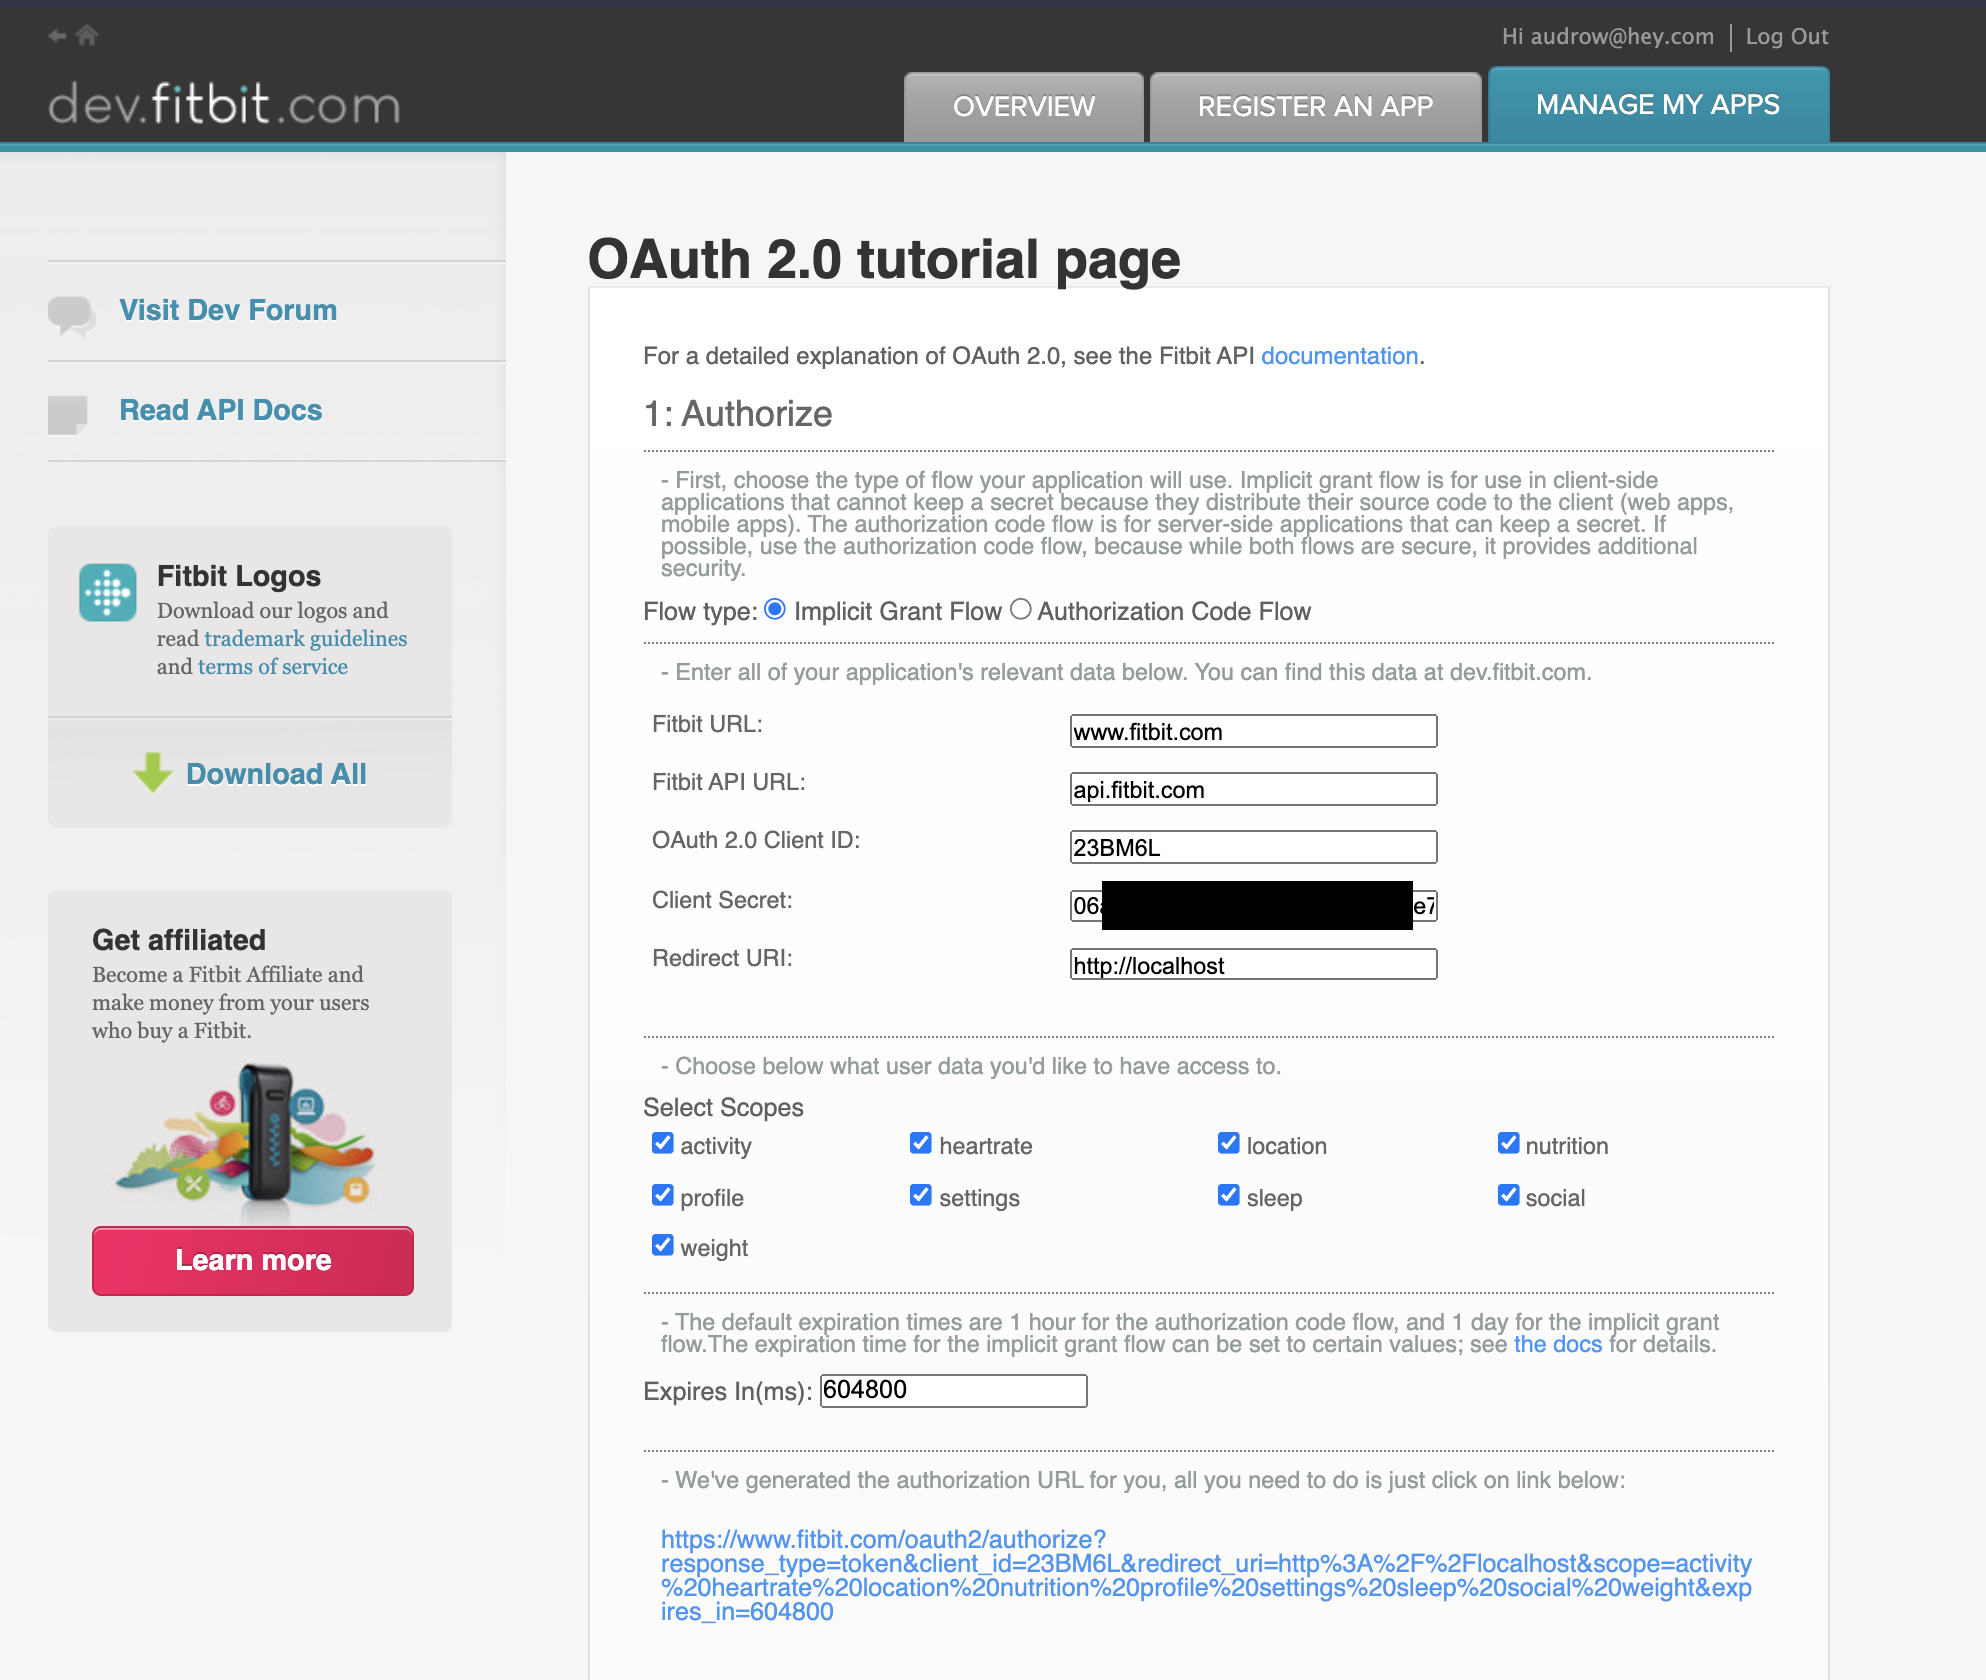 Hi audrow@hey.com | Log Out
dev.fitbit.com
OVERVIEW
REGISTER AN APP
MANAGE MY APPS
Visit Dev Forum
Read API Docs
Fitbit Logos
Download our logos and
read trademark guidelines
and terms of service
Download All
Get affiliated
Become a Fitbit Affiliate and
make money from your users
who buy a Fitbit.
Learn more
OAuth 2.0 tutorial page
For a detailed explanation of OAuth 2.0, see the Fitbit API documentation.
1: Authorize
- First, choose the type of flow your application will use. Implicit grant flow is for use in client-side
applications that cannot keep a secret because they distribute their source code to the client (web apps,
mobile apps). The authorization code flow is for server-side applications that can keep a secret. If
possible, use the authorization code flow, because while both flows are secure, it provides additional
security.
Flow type: Implicit Grant Flow Authorization Code Flow
- Enter all of your application's relevant data below. You can find this data at dev.fitbit.com.
Fitbit URL: www.fitbit.com
Fitbit API URL: api.fitbit.com
OAuth 2.0 Client ID: 23BM6L
Client Secret: 06 e7
Redirect URI: http://localhost
- Choose below what user data you'd like to have access to.
Select Scopes
activity heartrate location nutrition
profile settings sleep social
weight
- The default expiration times are 1 hour for the authorization code flow, and 1 day for the implicit grant
flow.The expiration time for the implicit grant flow can be set to certain values; see the docs for details.
Expires In(ms): 604800
- We've generated the authorization URL for you, all you need to do is just click on link below:
https://www.fitbit.com/oauth2/authorize?
response_type=token&client_id=23BM6L&redirect_uri=http%3A%2F%2Flocalhost&scope=activity
%20heartrate%20location%20nutrition%20profile%20settings%20sleep%20social%20weight&exp
ires_in=604800